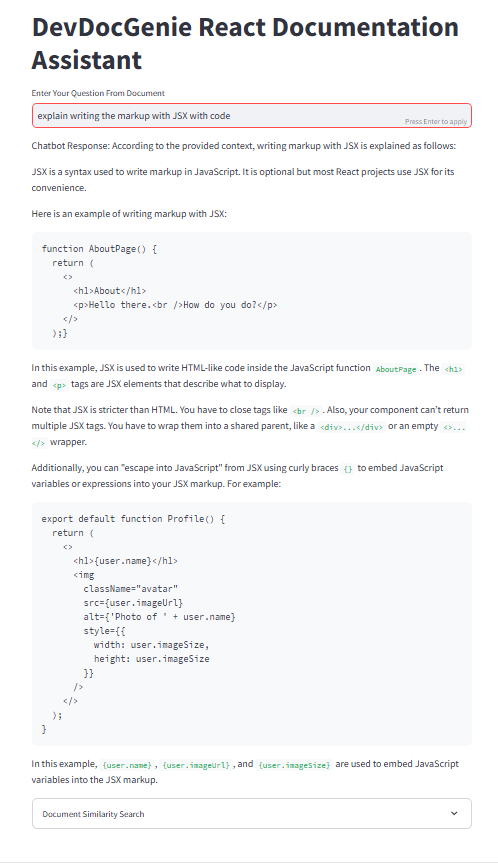 DevDocGenie React Documentation
Assistant
Enter Your Question From Document
explain writing the markup with JSX with code
Press Enter to apply
Chatbot Response: According to the provided context, writing markup with JSX is explained as follows:
JSX is a syntax used to write markup in JavaScript. It is optional but most React projects use JSX for its
convenience.
Here is an example of writing markup with JSX:
function AboutPage() {
  return (
    <>
      <h1>About</h1>
      <p>Hello there.<br />How do you do?</p>
    </>
  );}
In this example, JSX is used to write HTML-like code inside the JavaScript function AboutPage . The <h1>
and <p> tags are JSX elements that describe what to display.
Note that JSX is stricter than HTML. You have to close tags like <br /> . Also, your component can't return
multiple JSX tags. You have to wrap them into a shared parent, like a <div>...</div> or an empty <>...
</> wrapper.
Additionally, you can "escape into JavaScript" from JSX using curly braces {} to embed JavaScript
variables or expressions into your JSX markup. For example:
export default function Profile() {
  return (
    <>
      <h1>{user.name}</h1>
      <img
        className="avatar"
        src={user.imageUrl}
        alt={'Photo of ' + user.name}
        style={{
          width: user.imageSize,
          height: user.imageSize
        }}
      />
    </>
  );
}
In this example, {user.name} , {user.imageUrl} , and {user.imageSize} are used to embed JavaScript
variables into the JSX markup.
Document Similarity Search